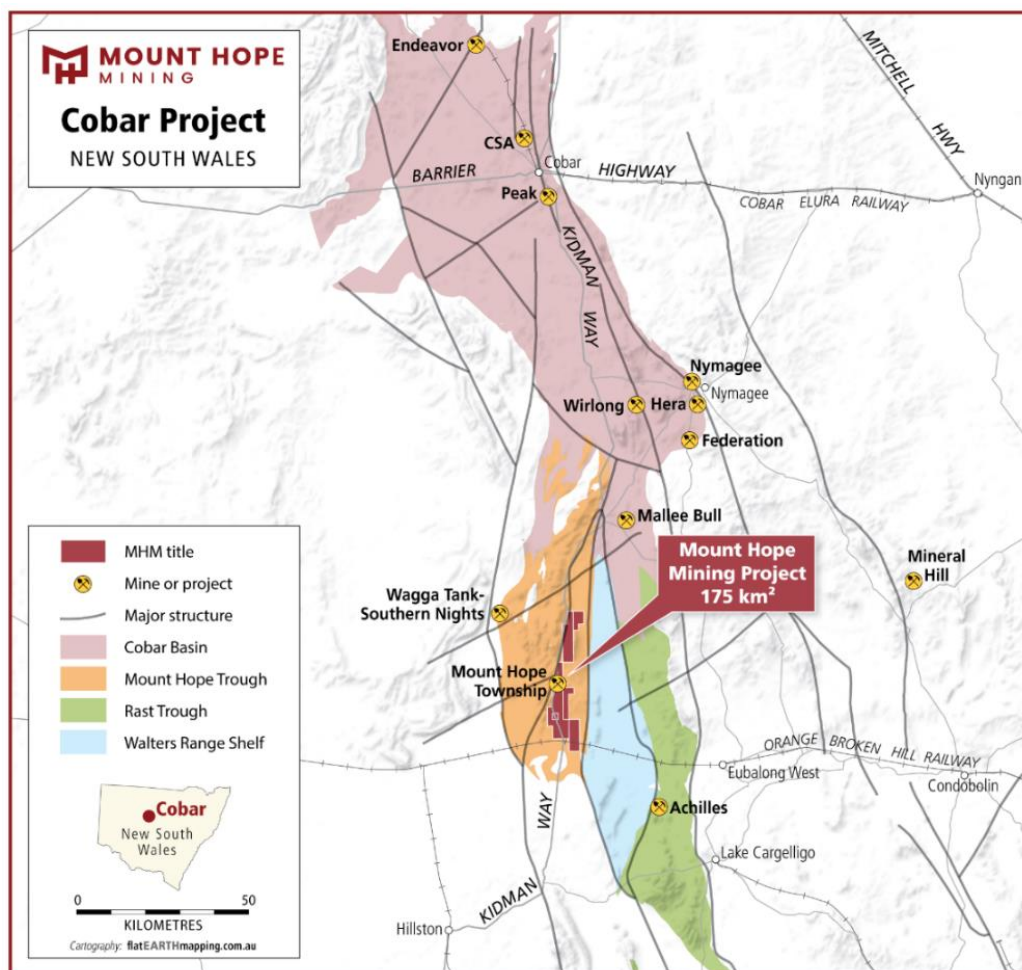 MOUNT HOPE
MINING
Cobar Project
NEW SOUTH WALES
Endeavor
MITCHELL
HWY
CSA
Cobar
BARRIER
HIGHWAY
Nyngan
Peak
COBAR ELURA RAILWAY
KIDMAN
WAY
Nymagee
Nymagee
Wirlong
Hera
Federation
Mallee Bull
Mount Hope
Mining Project
175 km²
Mineral
Hill
Wagga Tank-
Southern Nights
Mount Hope
Township
ORANGE BROKEN HILL RAILWAY
Eubalong West
Condobolin
Achilles
WAY
Lake Cargelligo
KIDMAN
Hillston
MHM title
Mine or project
Major structure
Cobar Basin
Mount Hope Trough
Rast Trough
Walters Range Shelf
Cobar
New South
Wales
0 50
KILOMETRES
Cartography: flatEARTHmapping.com.au